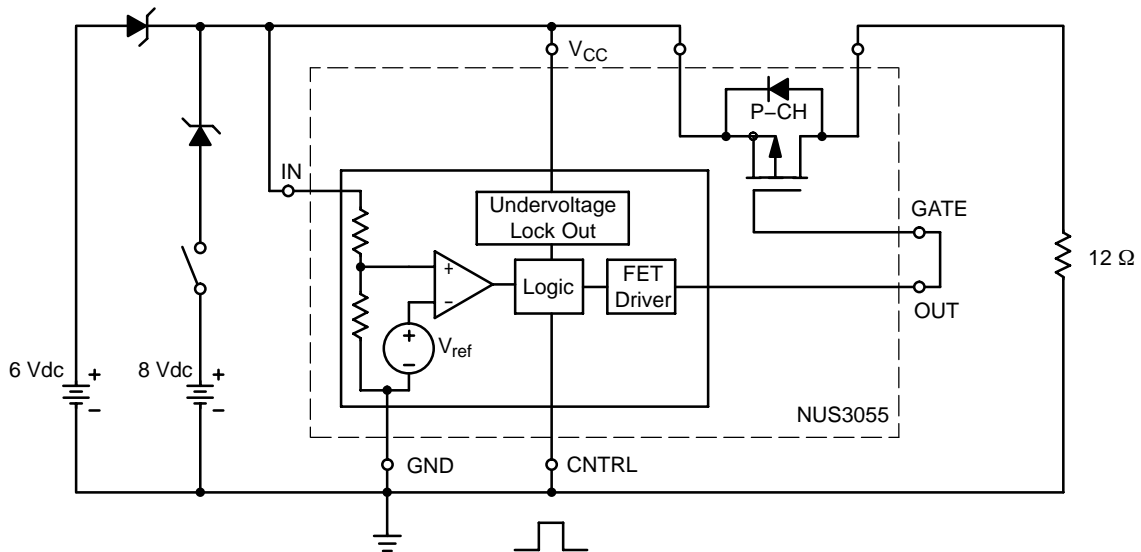 V_CC
P–CH
IN
Undervoltage
Lock Out
GATE
+
−
Logic
FET
Driver
12 Ω
OUT
+
−
V_ref
6 Vdc
+
−
8 Vdc
+
−
NUS3055
GND
CNTRL